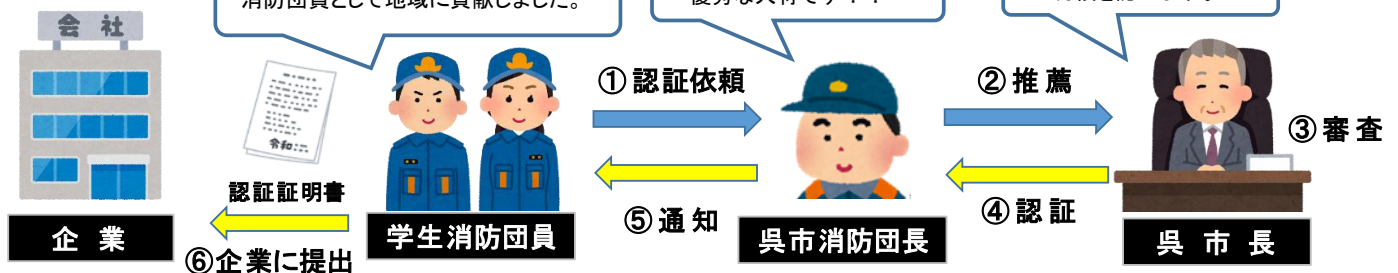 消防団員として地域に貢献しました。
会社
令和
①認証依頼
②推薦
③審査
④認証
⑤通知
認証証明書
⑥企業に提出
企業
学生消防団員
呉市消防団長
呉市長